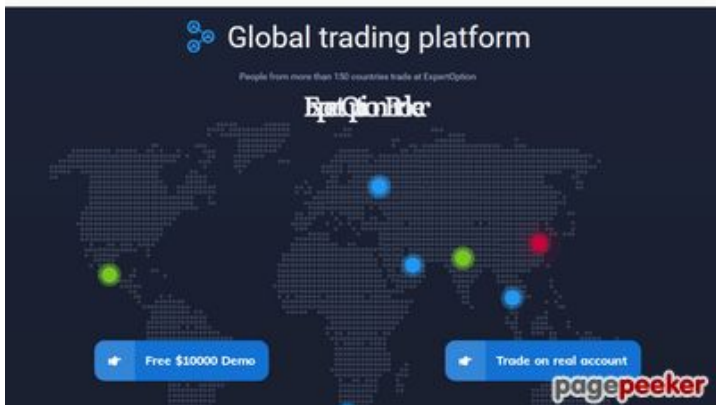 Global trading platform
People from more than 150 countries trade at ExpertOption
Free $10000 Demo
Trade on real account
pagepeeker